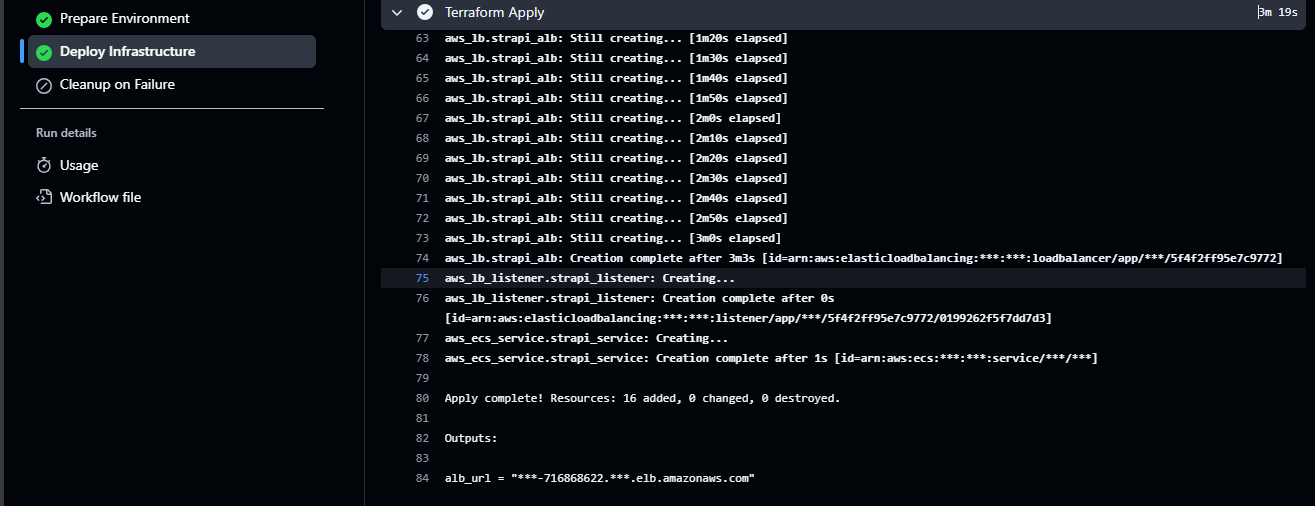 Prepare Environment
Deploy Infrastructure
Cleanup on Failure
Run details
Usage
Workflow file
Terraform Apply 3m 19s
63 aws_lb.strapi_alb: Still creating... [1m20s elapsed]
64 aws_lb.strapi_alb: Still creating... [1m30s elapsed]
65 aws_lb.strapi_alb: Still creating... [1m40s elapsed]
66 aws_lb.strapi_alb: Still creating... [1m50s elapsed]
67 aws_lb.strapi_alb: Still creating... [2m0s elapsed]
68 aws_lb.strapi_alb: Still creating... [2m10s elapsed]
69 aws_lb.strapi_alb: Still creating... [2m20s elapsed]
70 aws_lb.strapi_alb: Still creating... [2m30s elapsed]
71 aws_lb.strapi_alb: Still creating... [2m40s elapsed]
72 aws_lb.strapi_alb: Still creating... [2m50s elapsed]
73 aws_lb.strapi_alb: Still creating... [3m0s elapsed]
74 aws_lb.strapi_alb: Creation complete after 3m3s [id=arn:aws:elasticloadbalancing:***:***:loadbalancer/app/***/5f4f2ff95e7c9772]
75 aws_lb_listener.strapi_listener: Creating...
76 aws_lb_listener.strapi_listener: Creation complete after 0s
[id=arn:aws:elasticloadbalancing:***:***:listener/app/***/5f4f2ff95e7c9772/0199262f5f7dd7d3]
77 aws_ecs_service.strapi_service: Creating...
78 aws_ecs_service.strapi_service: Creation complete after 1s [id=arn:aws:ecs:***:***:service/***/***]
79
80 Apply complete! Resources: 16 added, 0 changed, 0 destroyed.
81
82 Outputs:
83
84 alb_url = "***-716868622.***.elb.amazonaws.com"